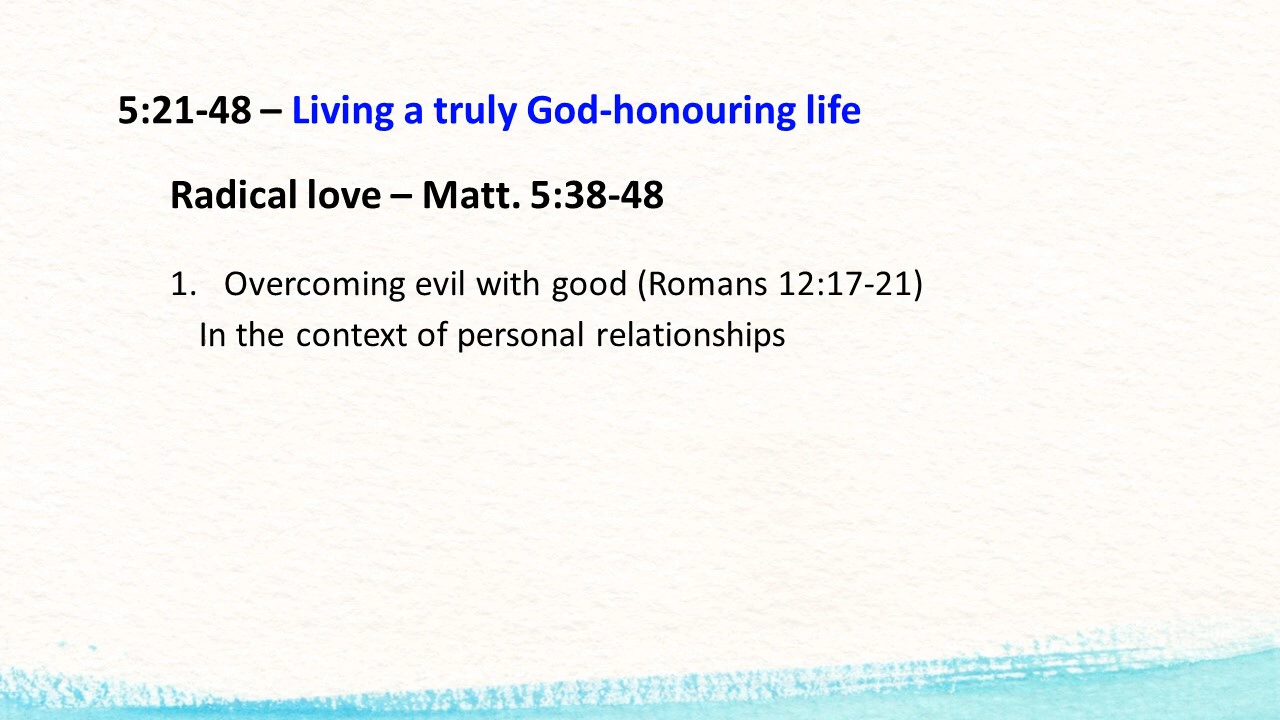 5:21-48 – Living a truly God-honouring life
Radical love – Matt. 5:38-48
1. Overcoming evil with good (Romans 12:17-21)
In the context of personal relationships